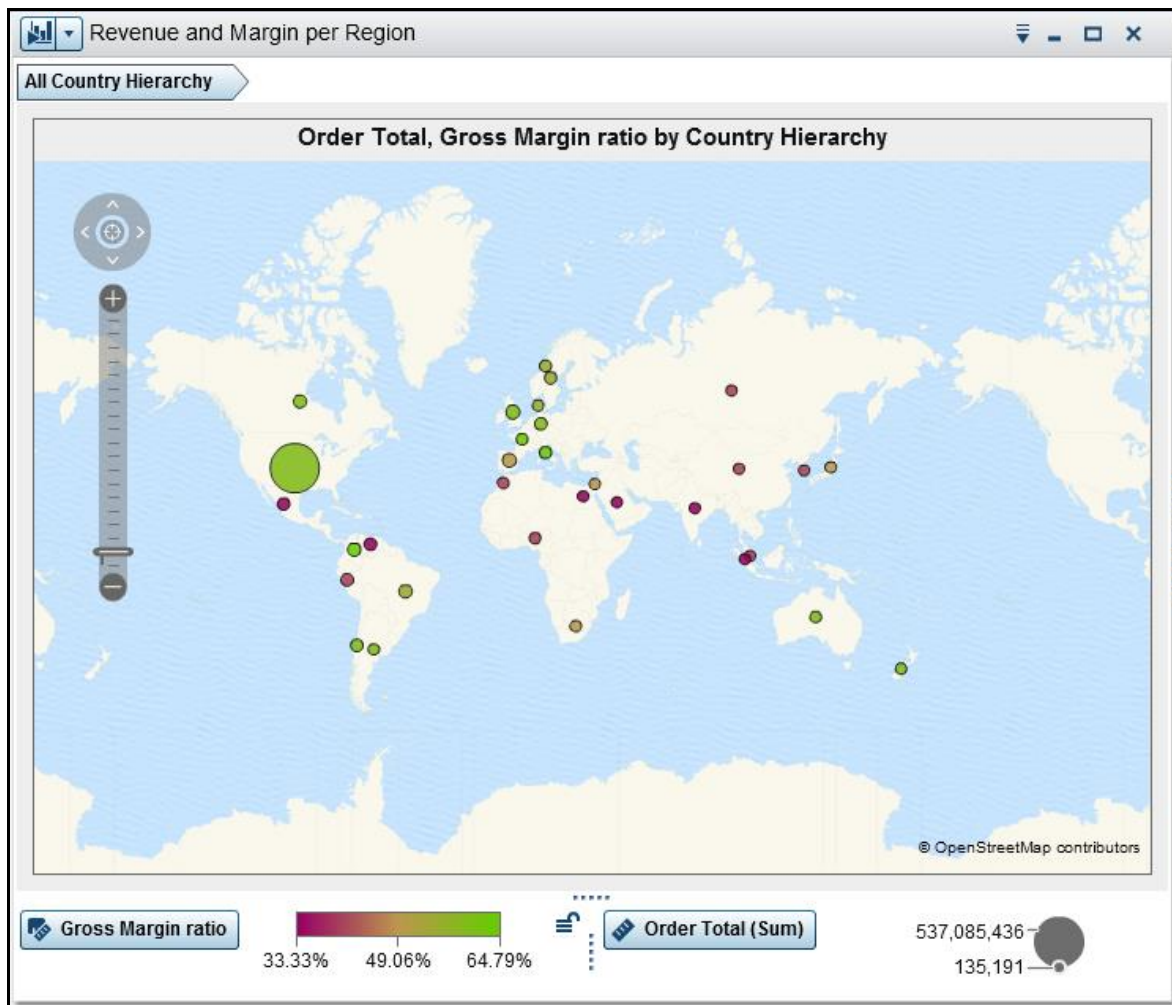 Revenue and Margin per Region
All Country Hierarchy
Order Total, Gross Margin ratio by Country Hierarchy
© OpenStreetMap contributors
Gross Margin ratio
33.33% 49.06% 64.79%
Order Total (Sum)
537,085,436
135,191